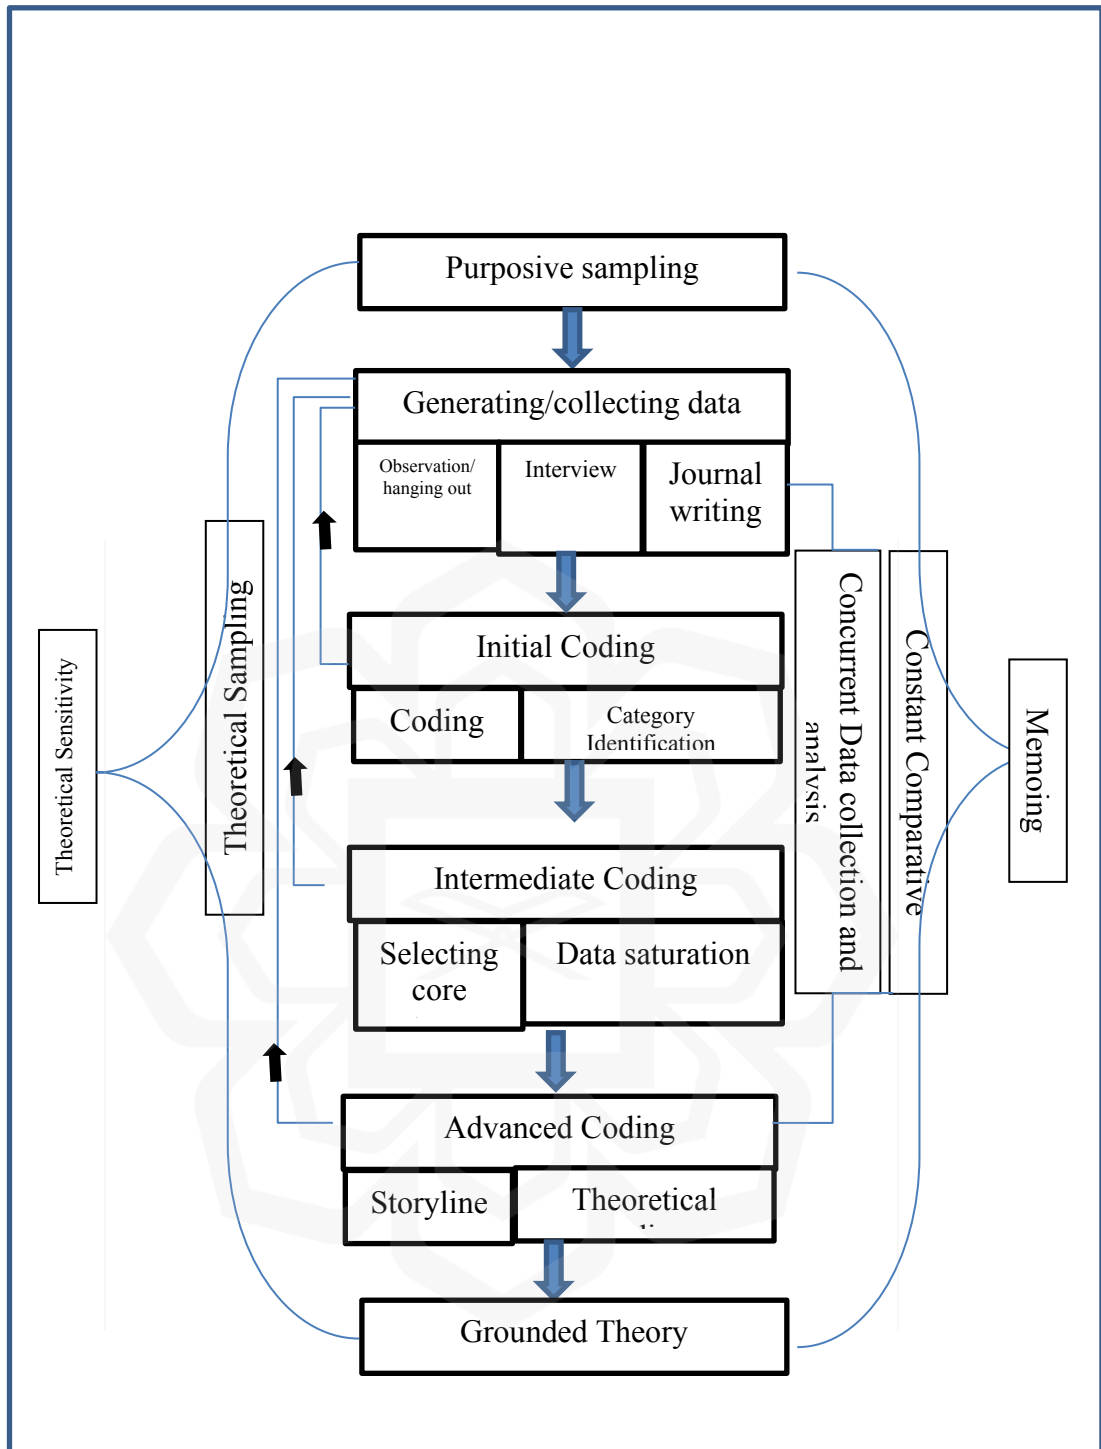 Purposive sampling
Generating/collecting data
Observation/
hanging out
Interview
Journal
writing
Initial Coding
Coding
Category
Identification
Intermediate Coding
Selecting
core
Data saturation
Advanced Coding
Storyline
Theoretical
Grounded Theory
Theoretical Sensitivity
Theoretical Sampling
Concurrent Data collection and
analysis
Constant Comparative
Memoing